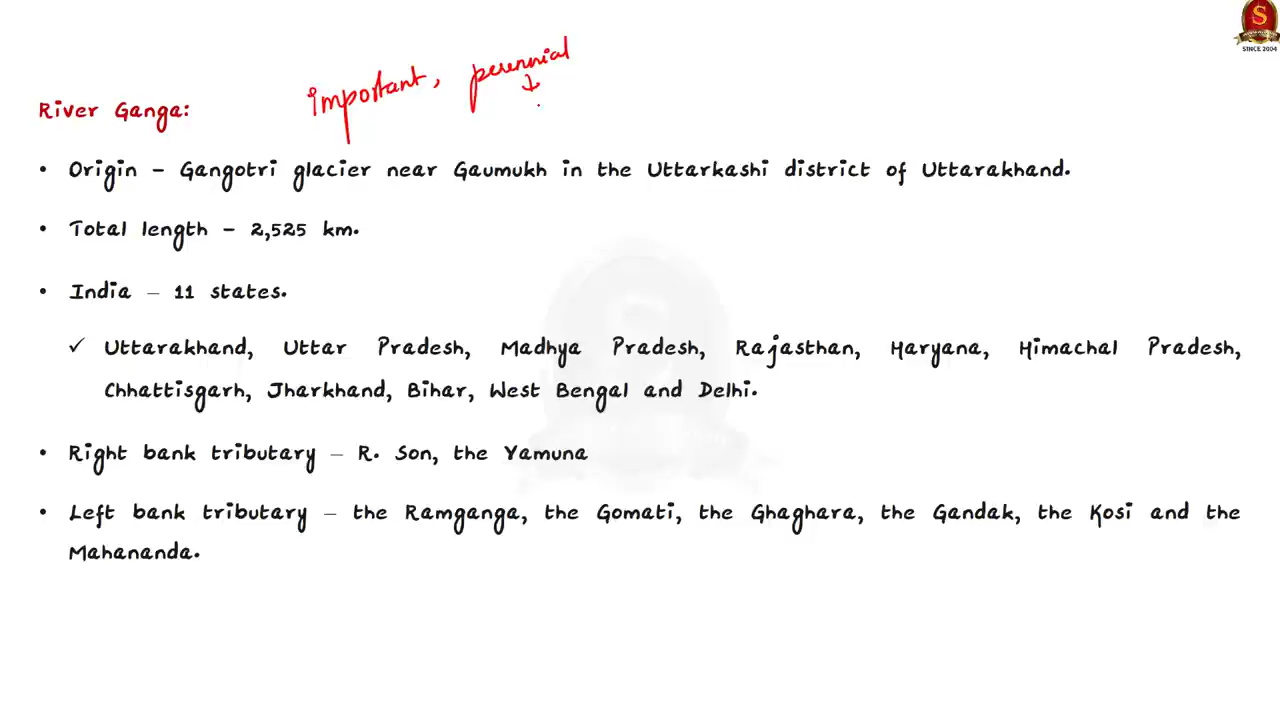 S
SINCE 2004
important, perennial
River Ganga:
• Origin – Gangotri glacier near Gaumukh in the Uttarkashi district of Uttarakhand.
• Total length – 2,525 km.
• India – 11 states.
✓ Uttarakhand, Uttar Pradesh, Madhya Pradesh, Rajasthan, Haryana, Himachal Pradesh,
Chhattisgarh, Jharkhand, Bihar, West Bengal and Delhi.
• Right bank tributary – R. Son, the Yamuna
• Left bank tributary – the Ramganga, the Gomati, the Ghaghara, the Gandak, the Kosi and the
Mahananda.